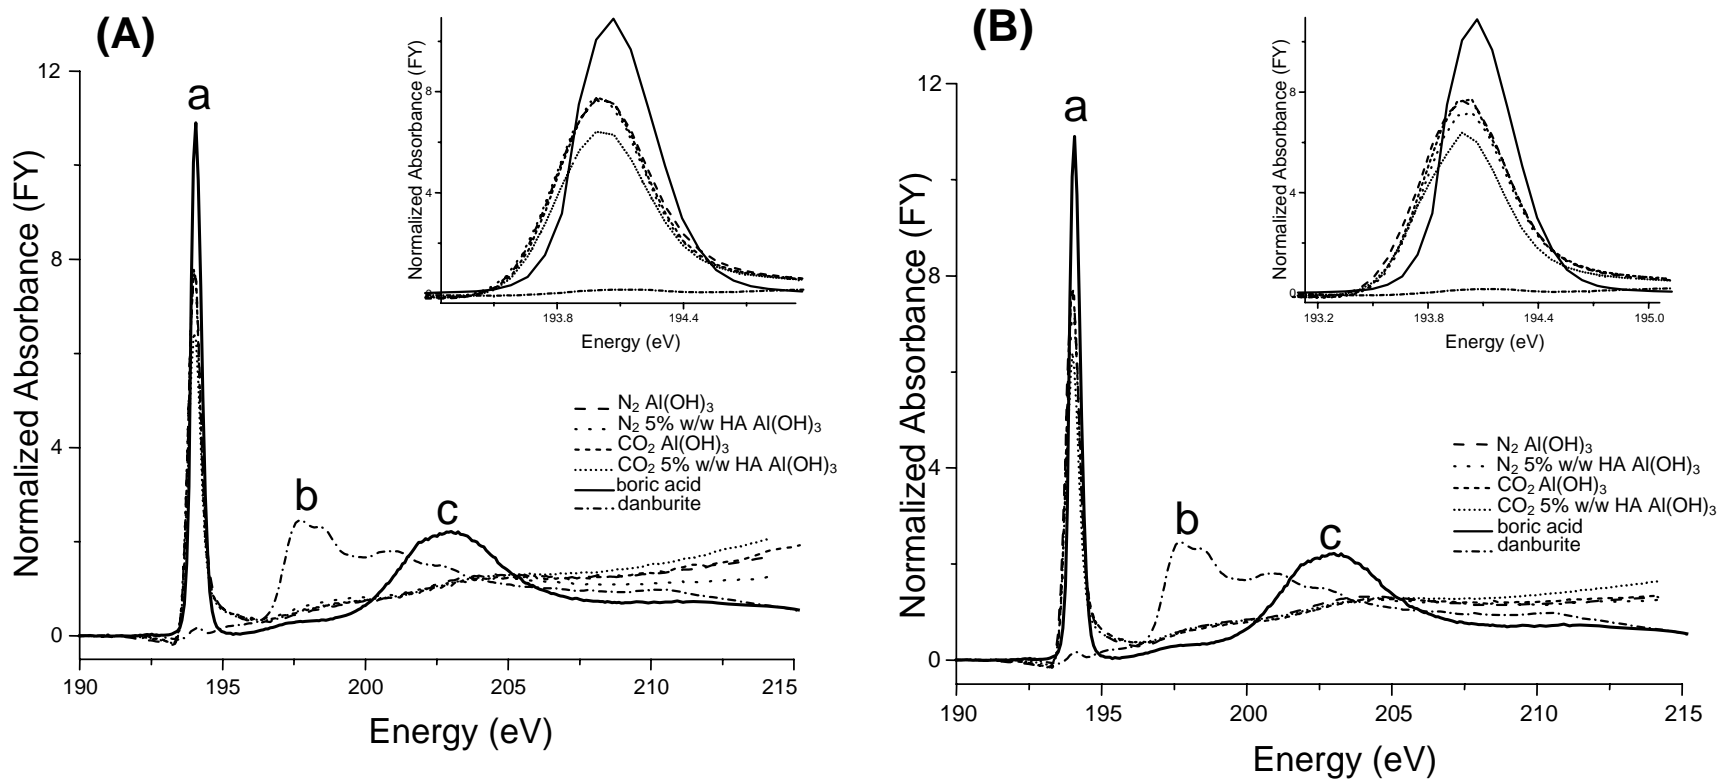 (A)
Normalized Absorbance (FY)
12
8
4
0
a
b
c
190
195
200
205
210
215
Energy (eV)
Normalized Absorbance (FY)
8
4
0
193.8
194.4
Energy (eV)
N₂ Al(OH)₃
N₂ 5% w/w HA Al(OH)₃
CO₂ Al(OH)₃
CO₂ 5% w/w HA Al(OH)₃
boric acid
danburite
(B)
Normalized Absorbance (FY)
12
8
4
0
a
b
c
190
195
200
205
210
215
Energy (eV)
Normalized Absorbance (FY)
8
4
0
193.2
193.8
194.4
195.0
Energy (eV)
N₂ Al(OH)₃
N₂ 5% w/w HA Al(OH)₃
CO₂ Al(OH)₃
CO₂ 5% w/w HA Al(OH)₃
boric acid
danburite